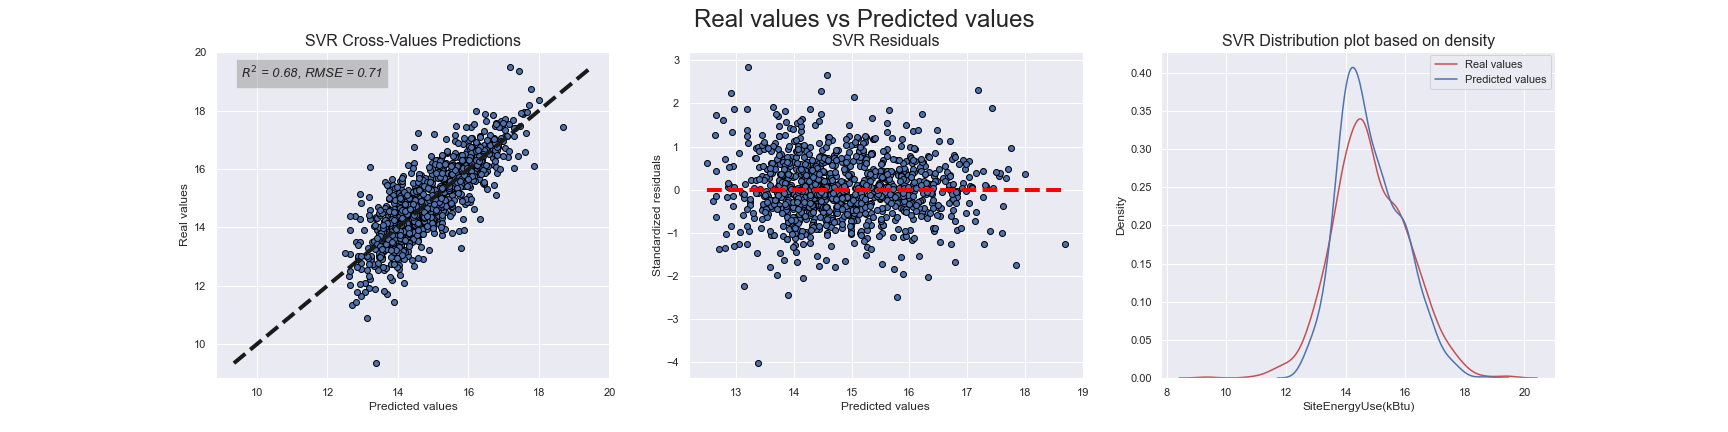 Real values vs Predicted values
SVR Cross-Values Predictions
R² = 0.68, RMSE = 0.71
20
18
16
14
12
10
Real values
10 12 14 16 18 20
Predicted values
SVR Residuals
3
2
1
0
−1
−2
−3
−4
Standardized residuals
13 14 15 16 17 18 19
Predicted values
SVR Distribution plot based on density
Real values
Predicted values
0.40
0.35
0.30
0.25
0.20
0.15
0.10
0.05
0.00
Density
8 10 12 14 16 18 20
SiteEnergyUse(kBtu)